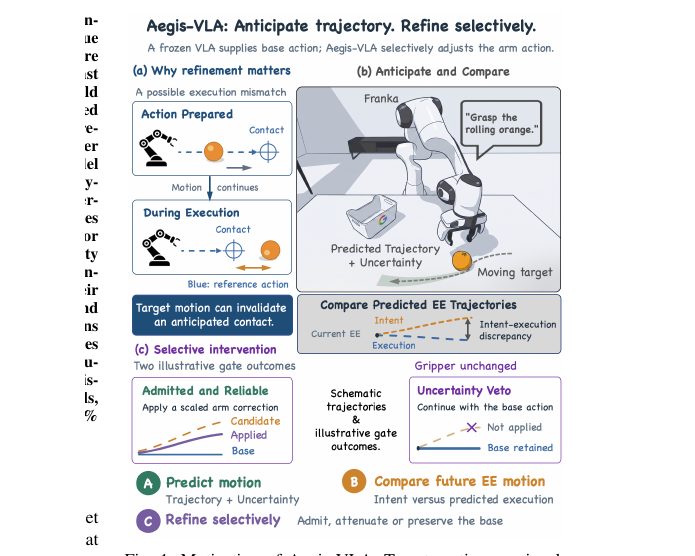 Aegis-VLA: Anticipate trajectory. Refine selectively.
A frozen VLA supplies base action; Aegis-VLA selectively adjusts the arm action.
(a) Why refinement matters
A possible execution mismatch
Action Prepared
Contact
Motion continues
During Execution
Contact
Blue: reference action
Target motion can invalidate
an anticipated contact.
(b) Anticipate and Compare
Franka
"Grasp the
rolling orange."
Predicted Trajectory
+ Uncertainty
Moving target
Compare Predicted EE Trajectories
Intent
Current EE
Execution
Intent–execution
discrepancy
(c) Selective intervention
Two illustrative gate outcomes
Gripper unchanged
Admitted and Reliable
Apply a scaled arm correction
Candidate
Applied
Base
Schematic
trajectories
&
illustrative gate
outcomes.
Uncertainty Veto
Continue with the base action
Not applied
Base retained
A Predict motion
Trajectory + Uncertainty
B Compare future EE motion
Intent versus predicted execution
C Refine selectively
Admit, attenuate or preserve the base
et
at